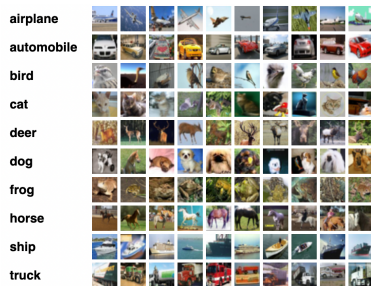 airplane
automobile
bird
cat
deer
dog
frog
horse
ship
truck